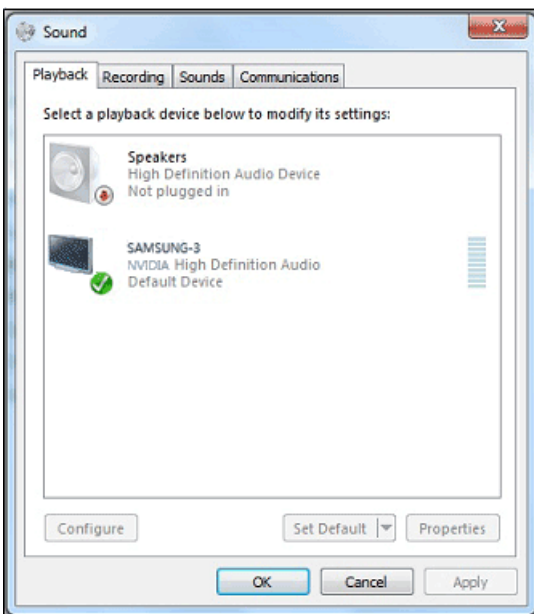 Sound
Playback Recording Sounds Communications
Select a playback device below to modify its settings:
Speakers
High Definition Audio Device
Not plugged in
SAMSUNG-3
NVIDIA High Definition Audio
Default Device
Configure Set Default Properties
OK Cancel Apply